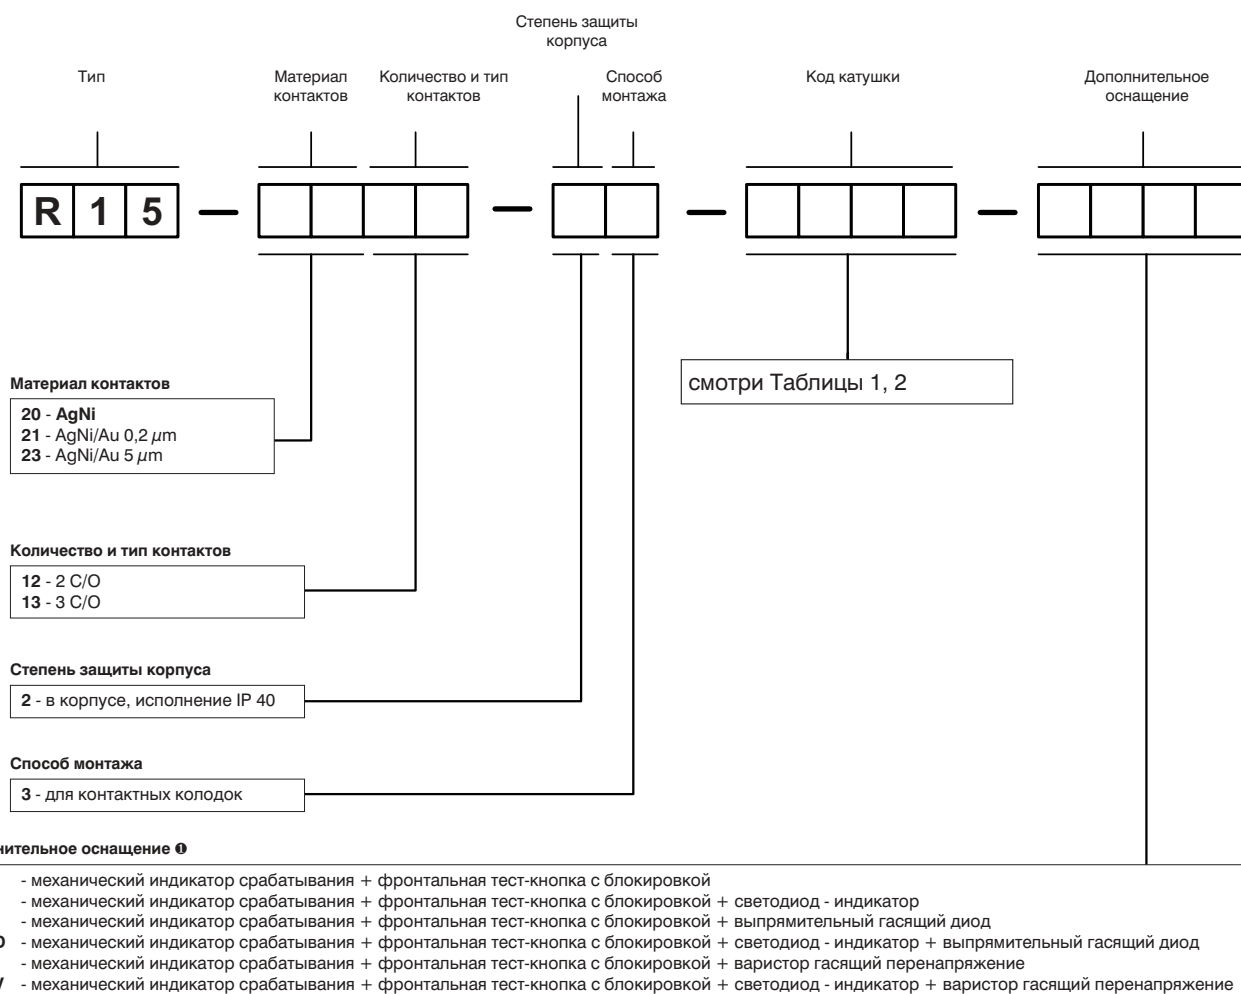 Степень защиты
корпуса
Тип
Материал
контактов
Количество и тип
контактов
Способ
монтажа
Код катушки
Дополнительное
оснащение
R 1 5 – – – –
смотри Таблицы 1, 2
Материал контактов
20 - AgNi
21 - AgNi/Au 0,2 μm
23 - AgNi/Au 5 μm
Количество и тип контактов
12 - 2 C/O
13 - 3 C/O
Степень защиты корпуса
2 - в корпусе, исполнение IP 40
Способ монтажа
3 - для контактных колодок
нительное оснащение ❶
- механический индикатор срабатывания + фронтальная тест-кнопка с блокировкой
- механический индикатор срабатывания + фронтальная тест-кнопка с блокировкой + светодиод - индикатор
- механический индикатор срабатывания + фронтальная тест-кнопка с блокировкой + выпрямительный гасящий диод
- механический индикатор срабатывания + фронтальная тест-кнопка с блокировкой + светодиод - индикатор + выпрямительный гасящий диод
- механический индикатор срабатывания + фронтальная тест-кнопка с блокировкой + варистор гасящий перенапряжение
- механический индикатор срабатывания + фронтальная тест-кнопка с блокировкой + светодиод - индикатор + варистор гасящий перенапряжение